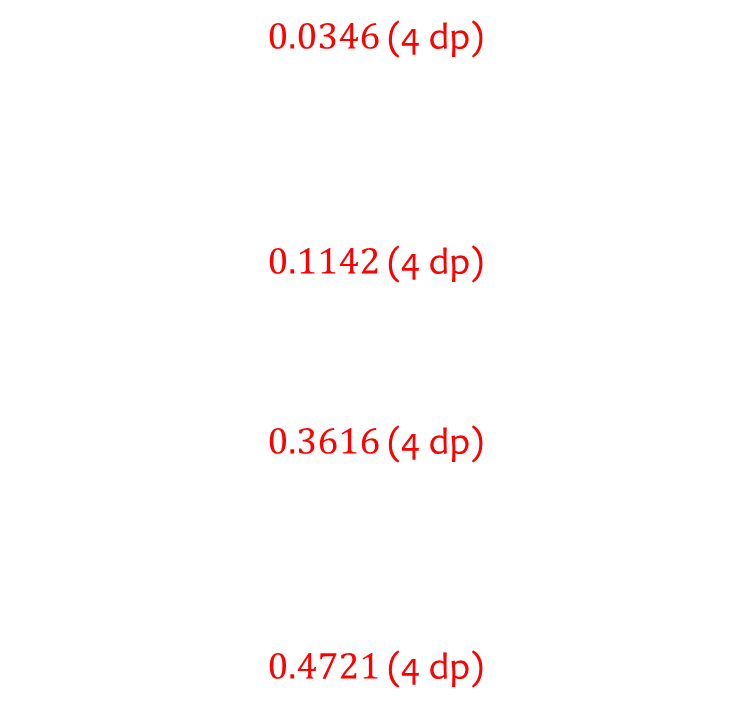 0.0346 (4 dp)
0.1142 (4 dp)
0.3616 (4 dp)
0.4721 (4 dp)